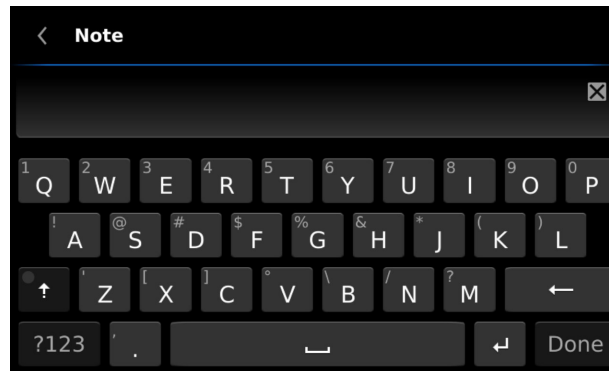 Note
1 Q 2 W 3 E 4 R 5 T 6 Y 7 U 8 I 9 O 0 P
! A @ S # D $ F % G & H * J ( K ) L
' Z [ X ] C ° V \ B / N ? M ←
?123 , . ↵ Done